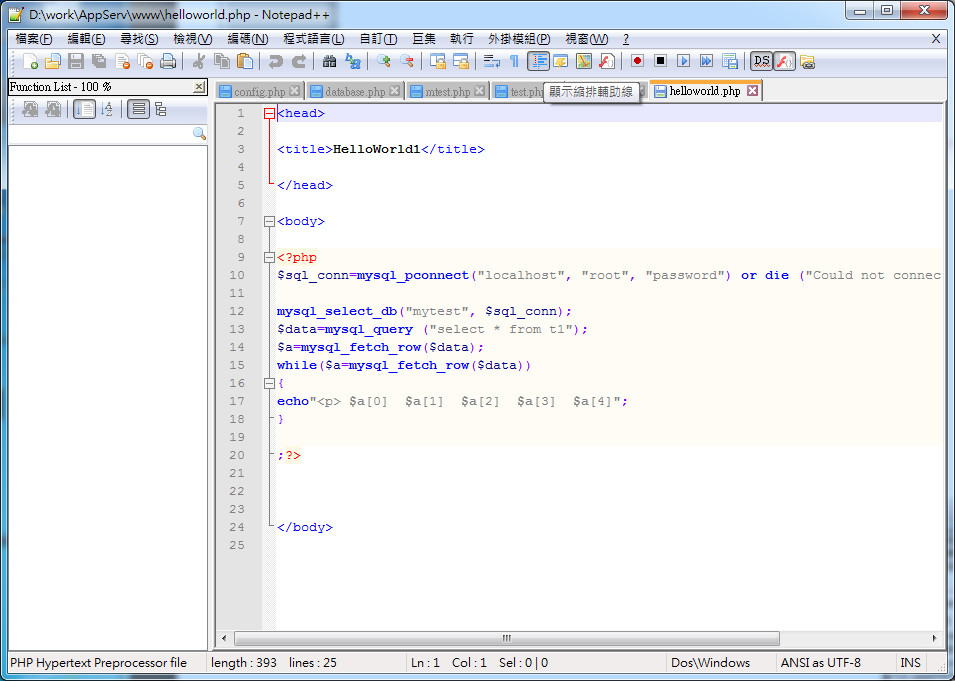 D:\work\AppServ\www\helloworld.php - Notepad++
檔案(F) 編輯(E) 尋找(S) 檢視(V) 編碼(N) 程式語言(L) 自訂(T) 巨集 執行 外掛模組(P) 視窗(W) ? X
Function List - 100 %
config.php database.php mtest.php test.php 顯示縮排輔助線 helloworld.php
1 <head>
2
3 <title>HelloWorld1</title>
4
5 </head>
6
7 <body>
8
9 <?php
10 $sql_conn=mysql_pconnect("localhost", "root", "password") or die ("Could not connec
11
12 mysql_select_db("mytest", $sql_conn);
13 $data=mysql_query ("select * from t1");
14 $a=mysql_fetch_row($data);
15 while($a=mysql_fetch_row($data))
16 {
17 echo"<p> $a[0]  $a[1]  $a[2]  $a[3]  $a[4]";
18 }
19
20 ;?>
21
22
23
24 </body>
25
PHP Hypertext Preprocessor file length : 393 lines : 25 Ln : 1 Col : 1 Sel : 0 | 0 Dos\Windows ANSI as UTF-8 INS